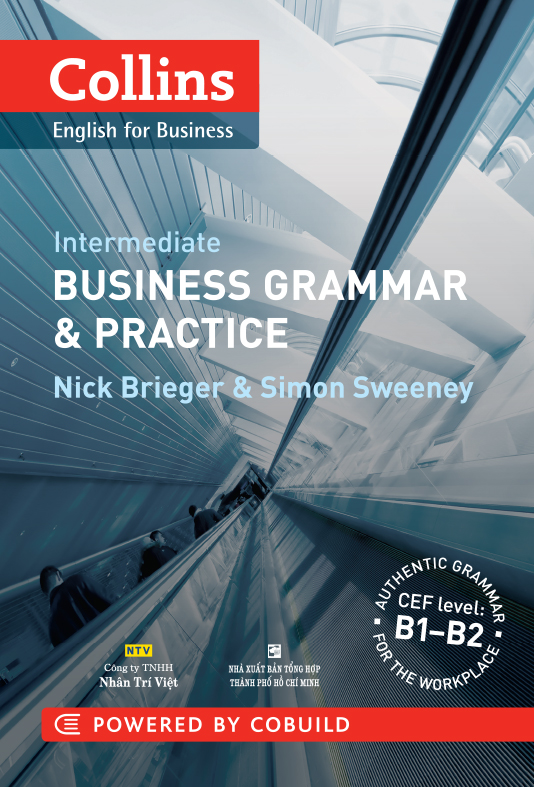 Collins
English for Business
Intermediate
BUSINESS GRAMMAR
& PRACTICE
Nick Brieger & Simon Sweeney
AUTHENTIC GRAMMAR
CEF level:
B1–B2
FOR THE WORKPLACE
NTV
Công ty TNHH
Nhân Trí Việt
NHÀ XUẤT BẢN TỔNG HỢP
THÀNH PHỐ HỒ CHÍ MINH
POWERED BY COBUILD